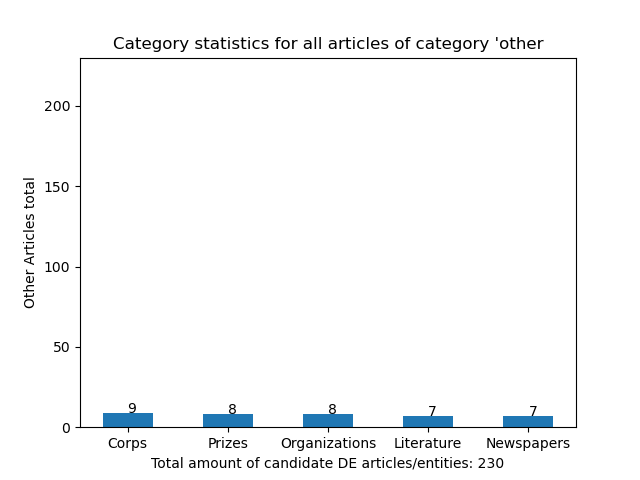 Category statistics for all articles of category 'other
Other Articles total
200
150
100
50
0
9
8
8
7
7
Corps
Prizes
Organizations
Literature
Newspapers
Total amount of candidate DE articles/entities: 230